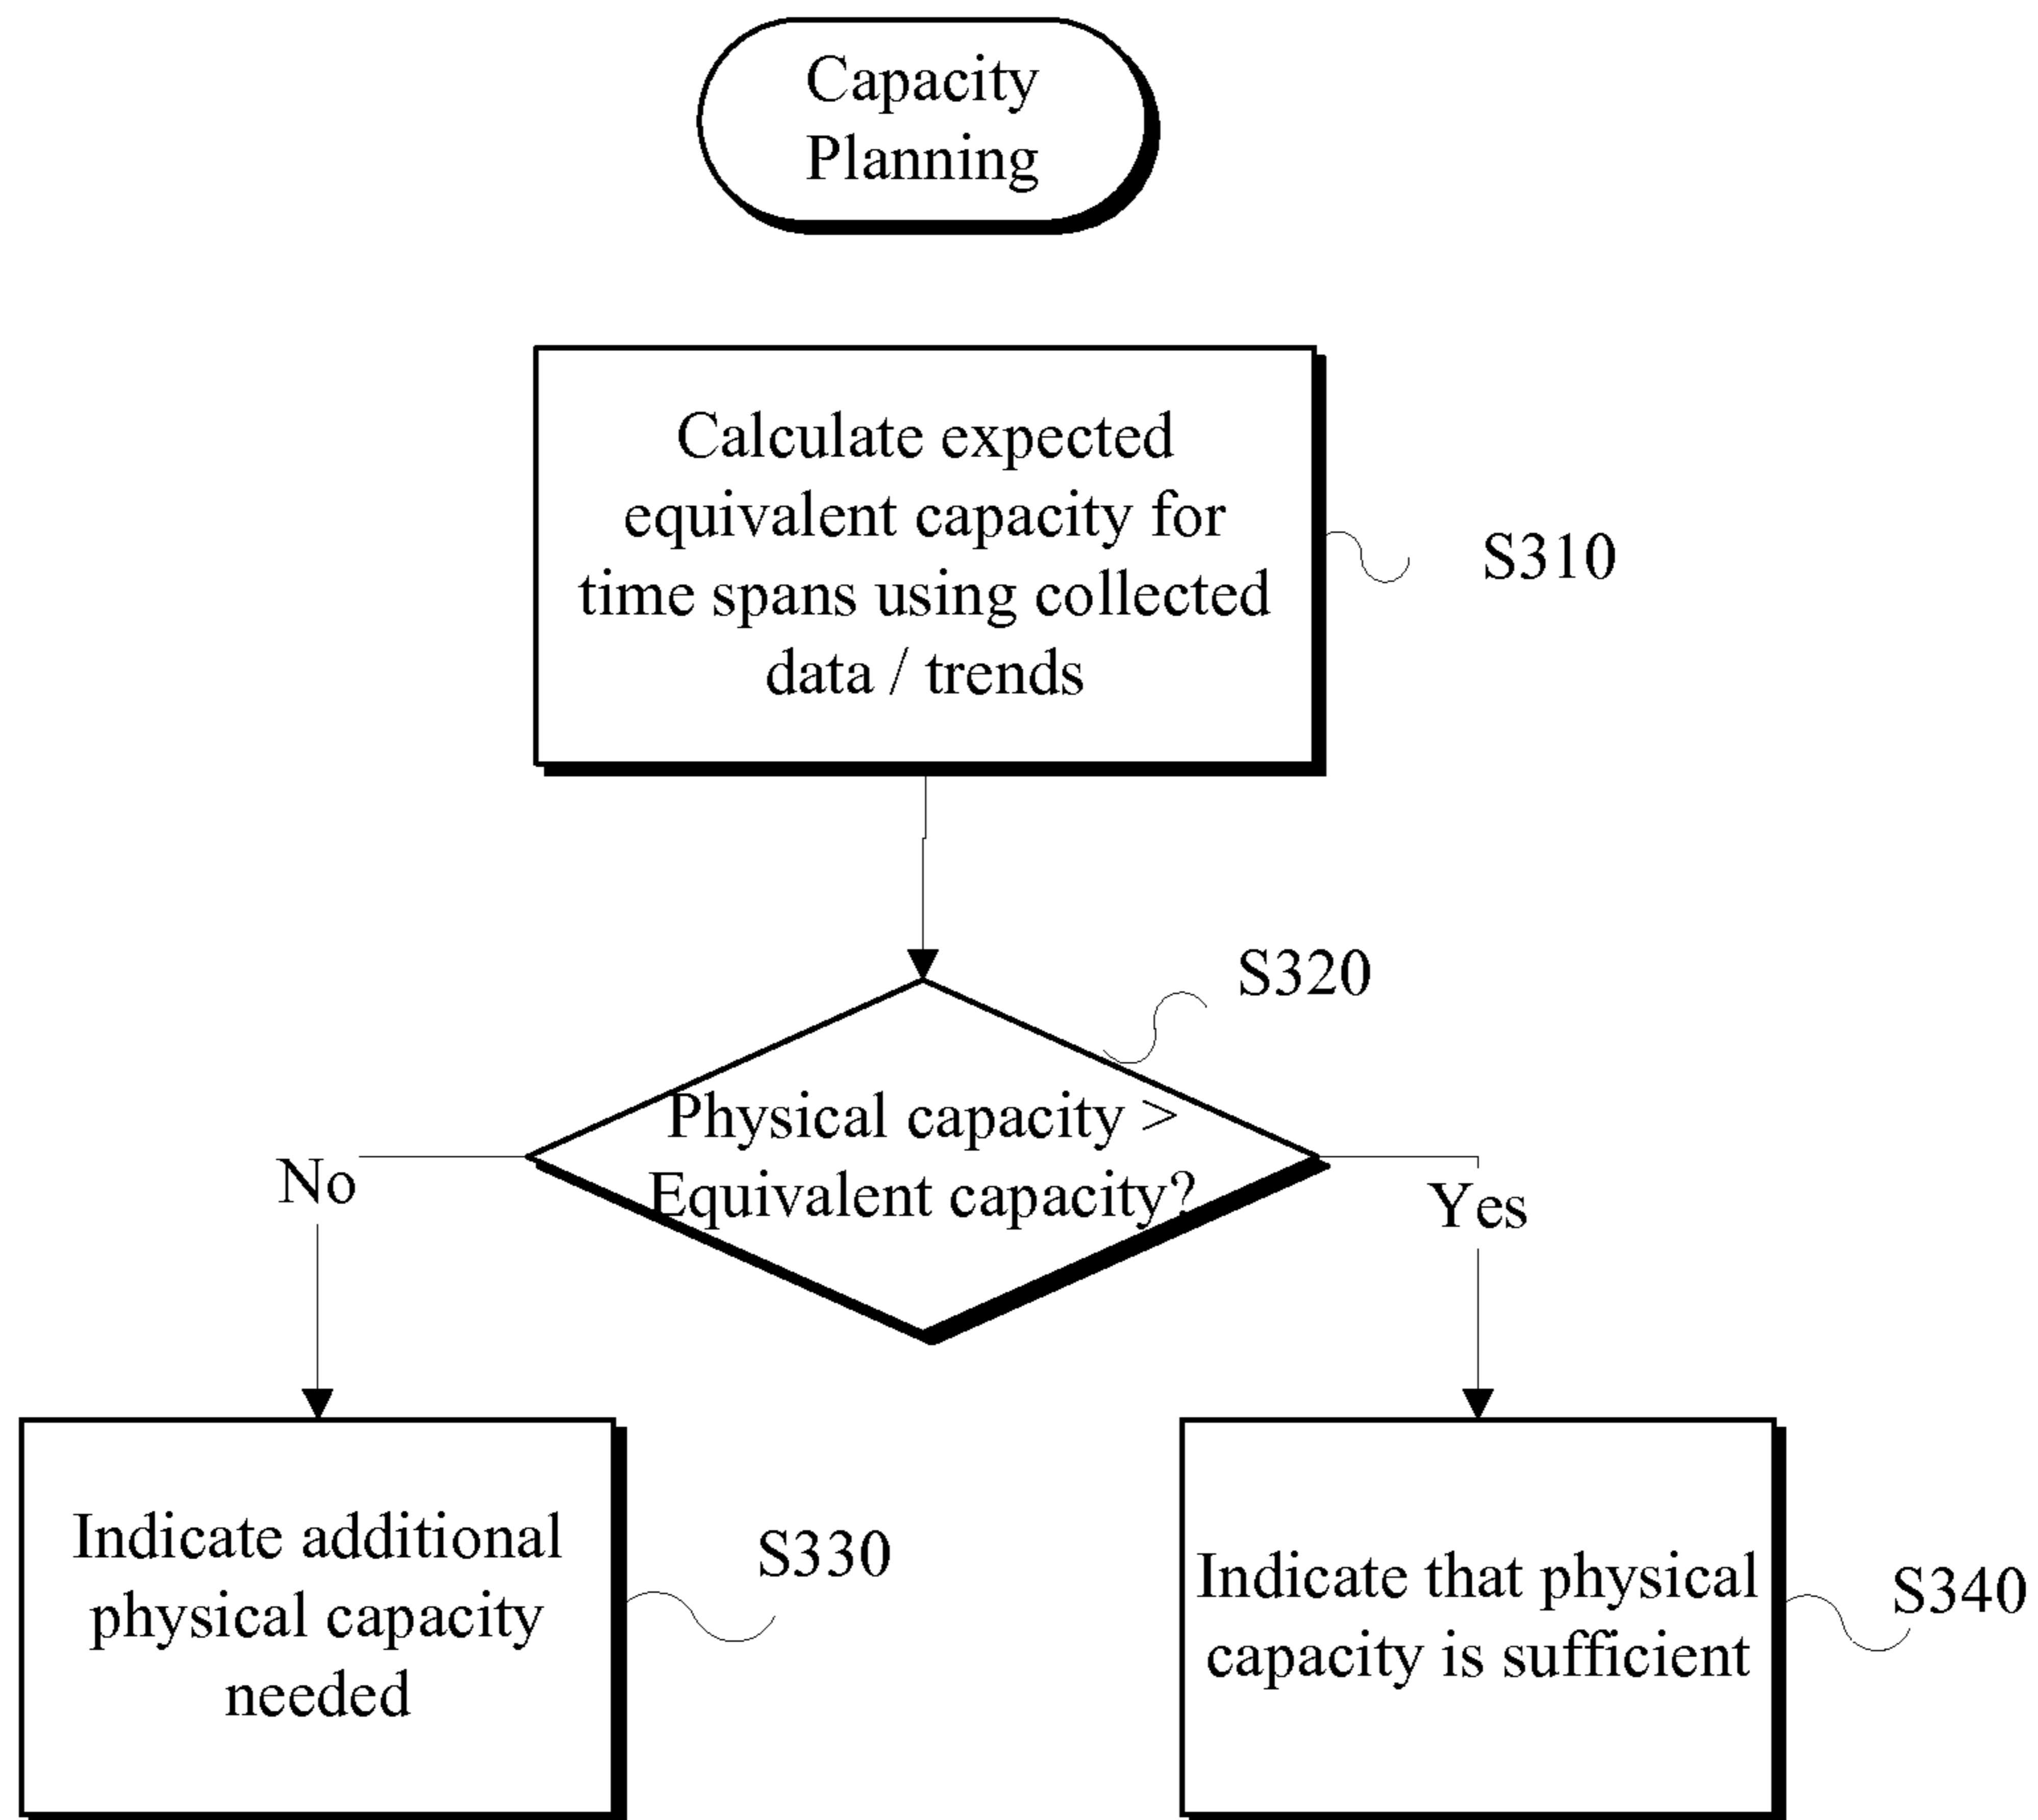 Capacity
Planning
Calculate expected
equivalent capacity for
time spans using collected
data / trends
S310
S320
Physical capacity >
Equivalent capacity?
No
Yes
Indicate additional
physical capacity
needed
S330
Indicate that physical
capacity is sufficient
S340